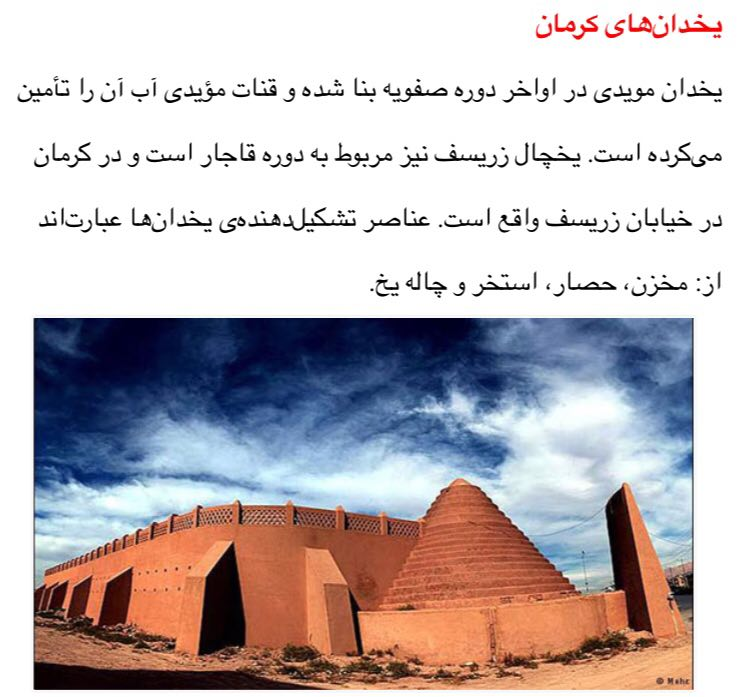 یخدان‌های کرمان
یخدان مویدی در اواخر دوره صفویه بنا شده و قنات مؤیدی آب آن را تأمین
می‌کرده است. یخچال زریسف نیز مربوط به دوره قاجار است و در کرمان
در خیابان زریسف واقع است. عناصر تشکیل‌دهنده‌ی یخدان‌ها عبارت‌اند
از: مخزن، حصار، استخر و چاله یخ.
© Mehr